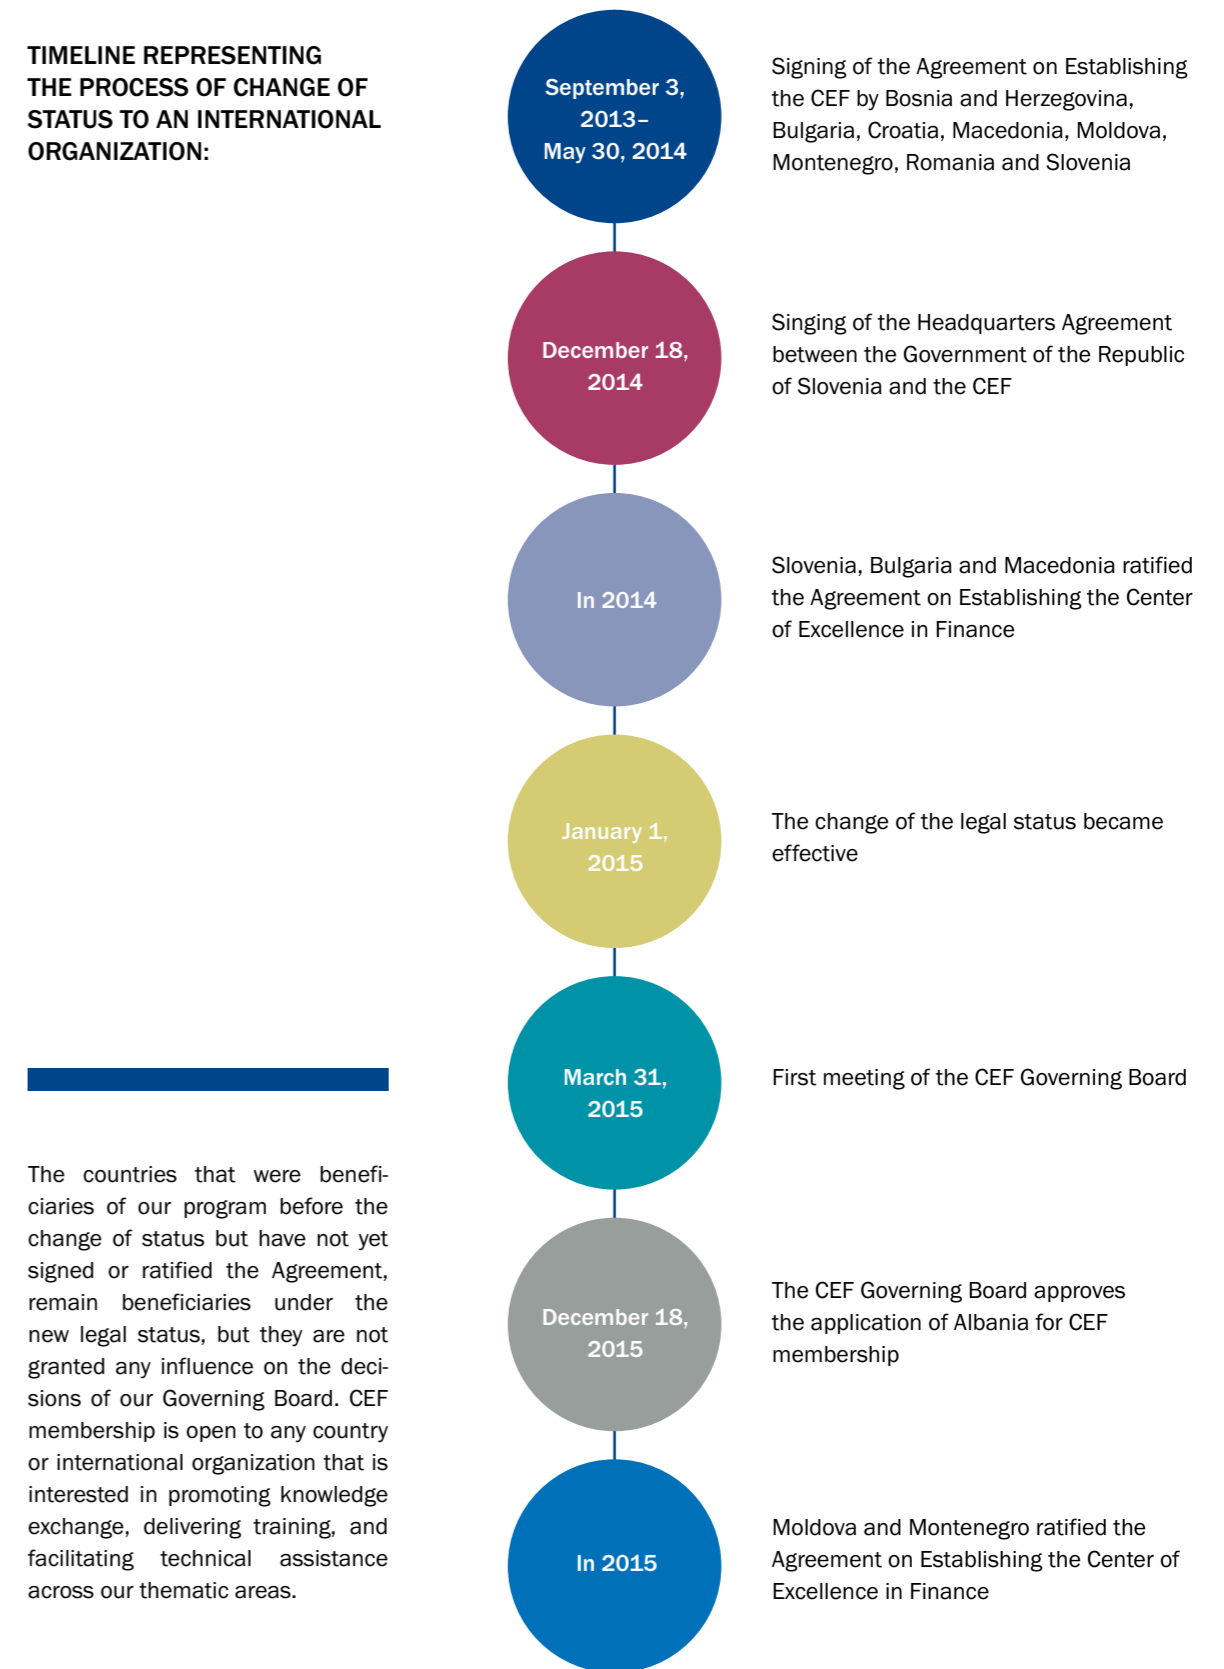 TIMELINE REPRESENTING
THE PROCESS OF CHANGE OF
STATUS TO AN INTERNATIONAL
ORGANIZATION:
September 3,
2013–
May 30, 2014
Signing of the Agreement on Establishing
the CEF by Bosnia and Herzegovina,
Bulgaria, Croatia, Macedonia, Moldova,
Montenegro, Romania and Slovenia
December 18,
2014
Singing of the Headquarters Agreement
between the Government of the Republic
of Slovenia and the CEF
In 2014
Slovenia, Bulgaria and Macedonia ratified
the Agreement on Establishing the Center
of Excellence in Finance
January 1,
2015
The change of the legal status became
effective
March 31,
2015
First meeting of the CEF Governing Board
December 18,
2015
The CEF Governing Board approves
the application of Albania for CEF
membership
In 2015
Moldova and Montenegro ratified the
Agreement on Establishing the Center of
Excellence in Finance
The countries that were benefi-
ciaries of our program before the
change of status but have not yet
signed or ratified the Agreement,
remain beneficiaries under the
new legal status, but they are not
granted any influence on the deci-
sions of our Governing Board. CEF
membership is open to any country
or international organization that is
interested in promoting knowledge
exchange, delivering training, and
facilitating technical assistance
across our thematic areas.